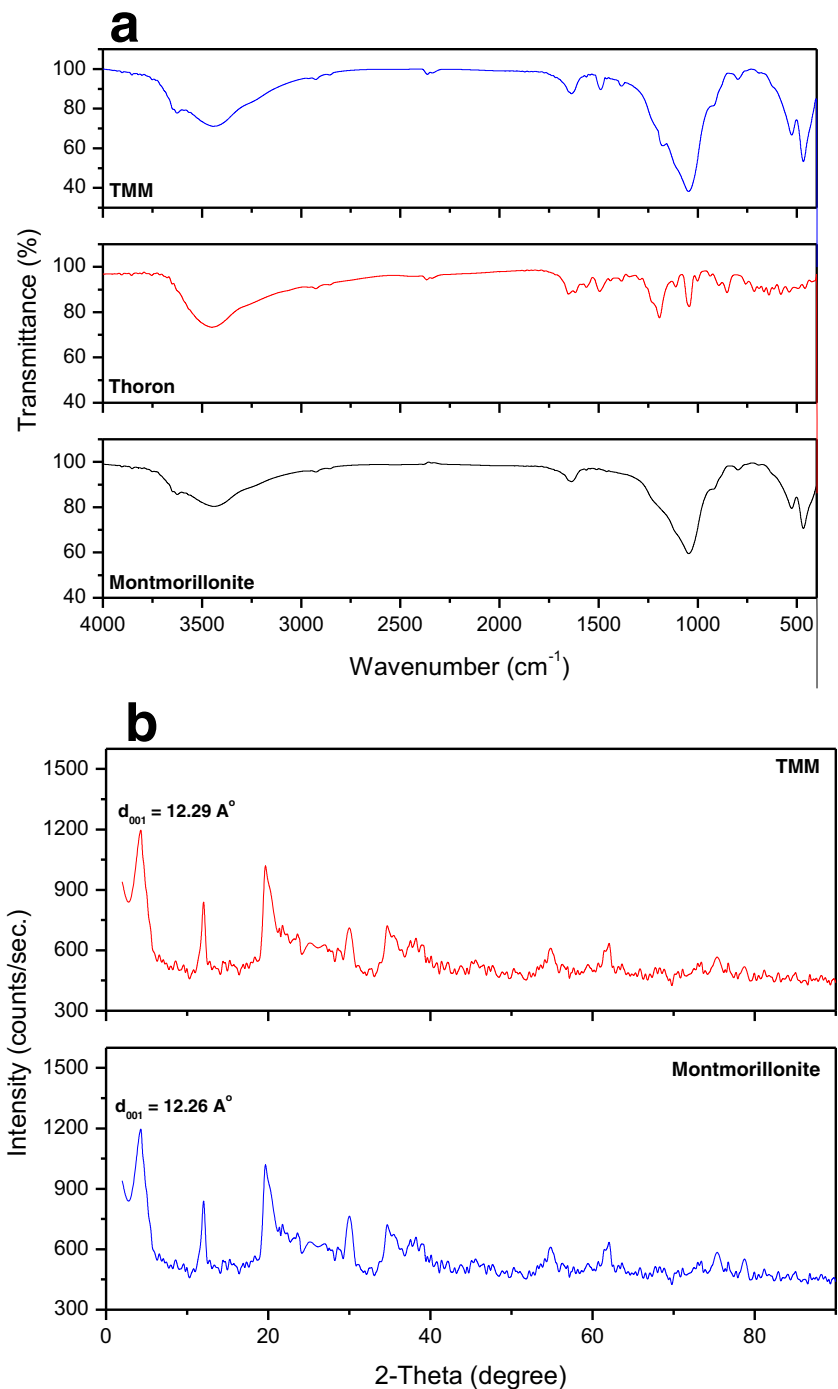 a
100
80
60
40
TMM
100
80
60
40
Thoron
100
80
60
40
Montmorillonite
Transmittance (%)
4000 3500 3000 2500 2000 1500 1000 500
Wavenumber (cm⁻¹)
b
1500
1200
900
600
300
TMM
d₀₀₁ = 12.29 A°
1500
1200
900
600
300
Montmorillonite
d₀₀₁ = 12.26 A°
Intensity (counts/sec.)
0 20 40 60 80
2-Theta (degree)